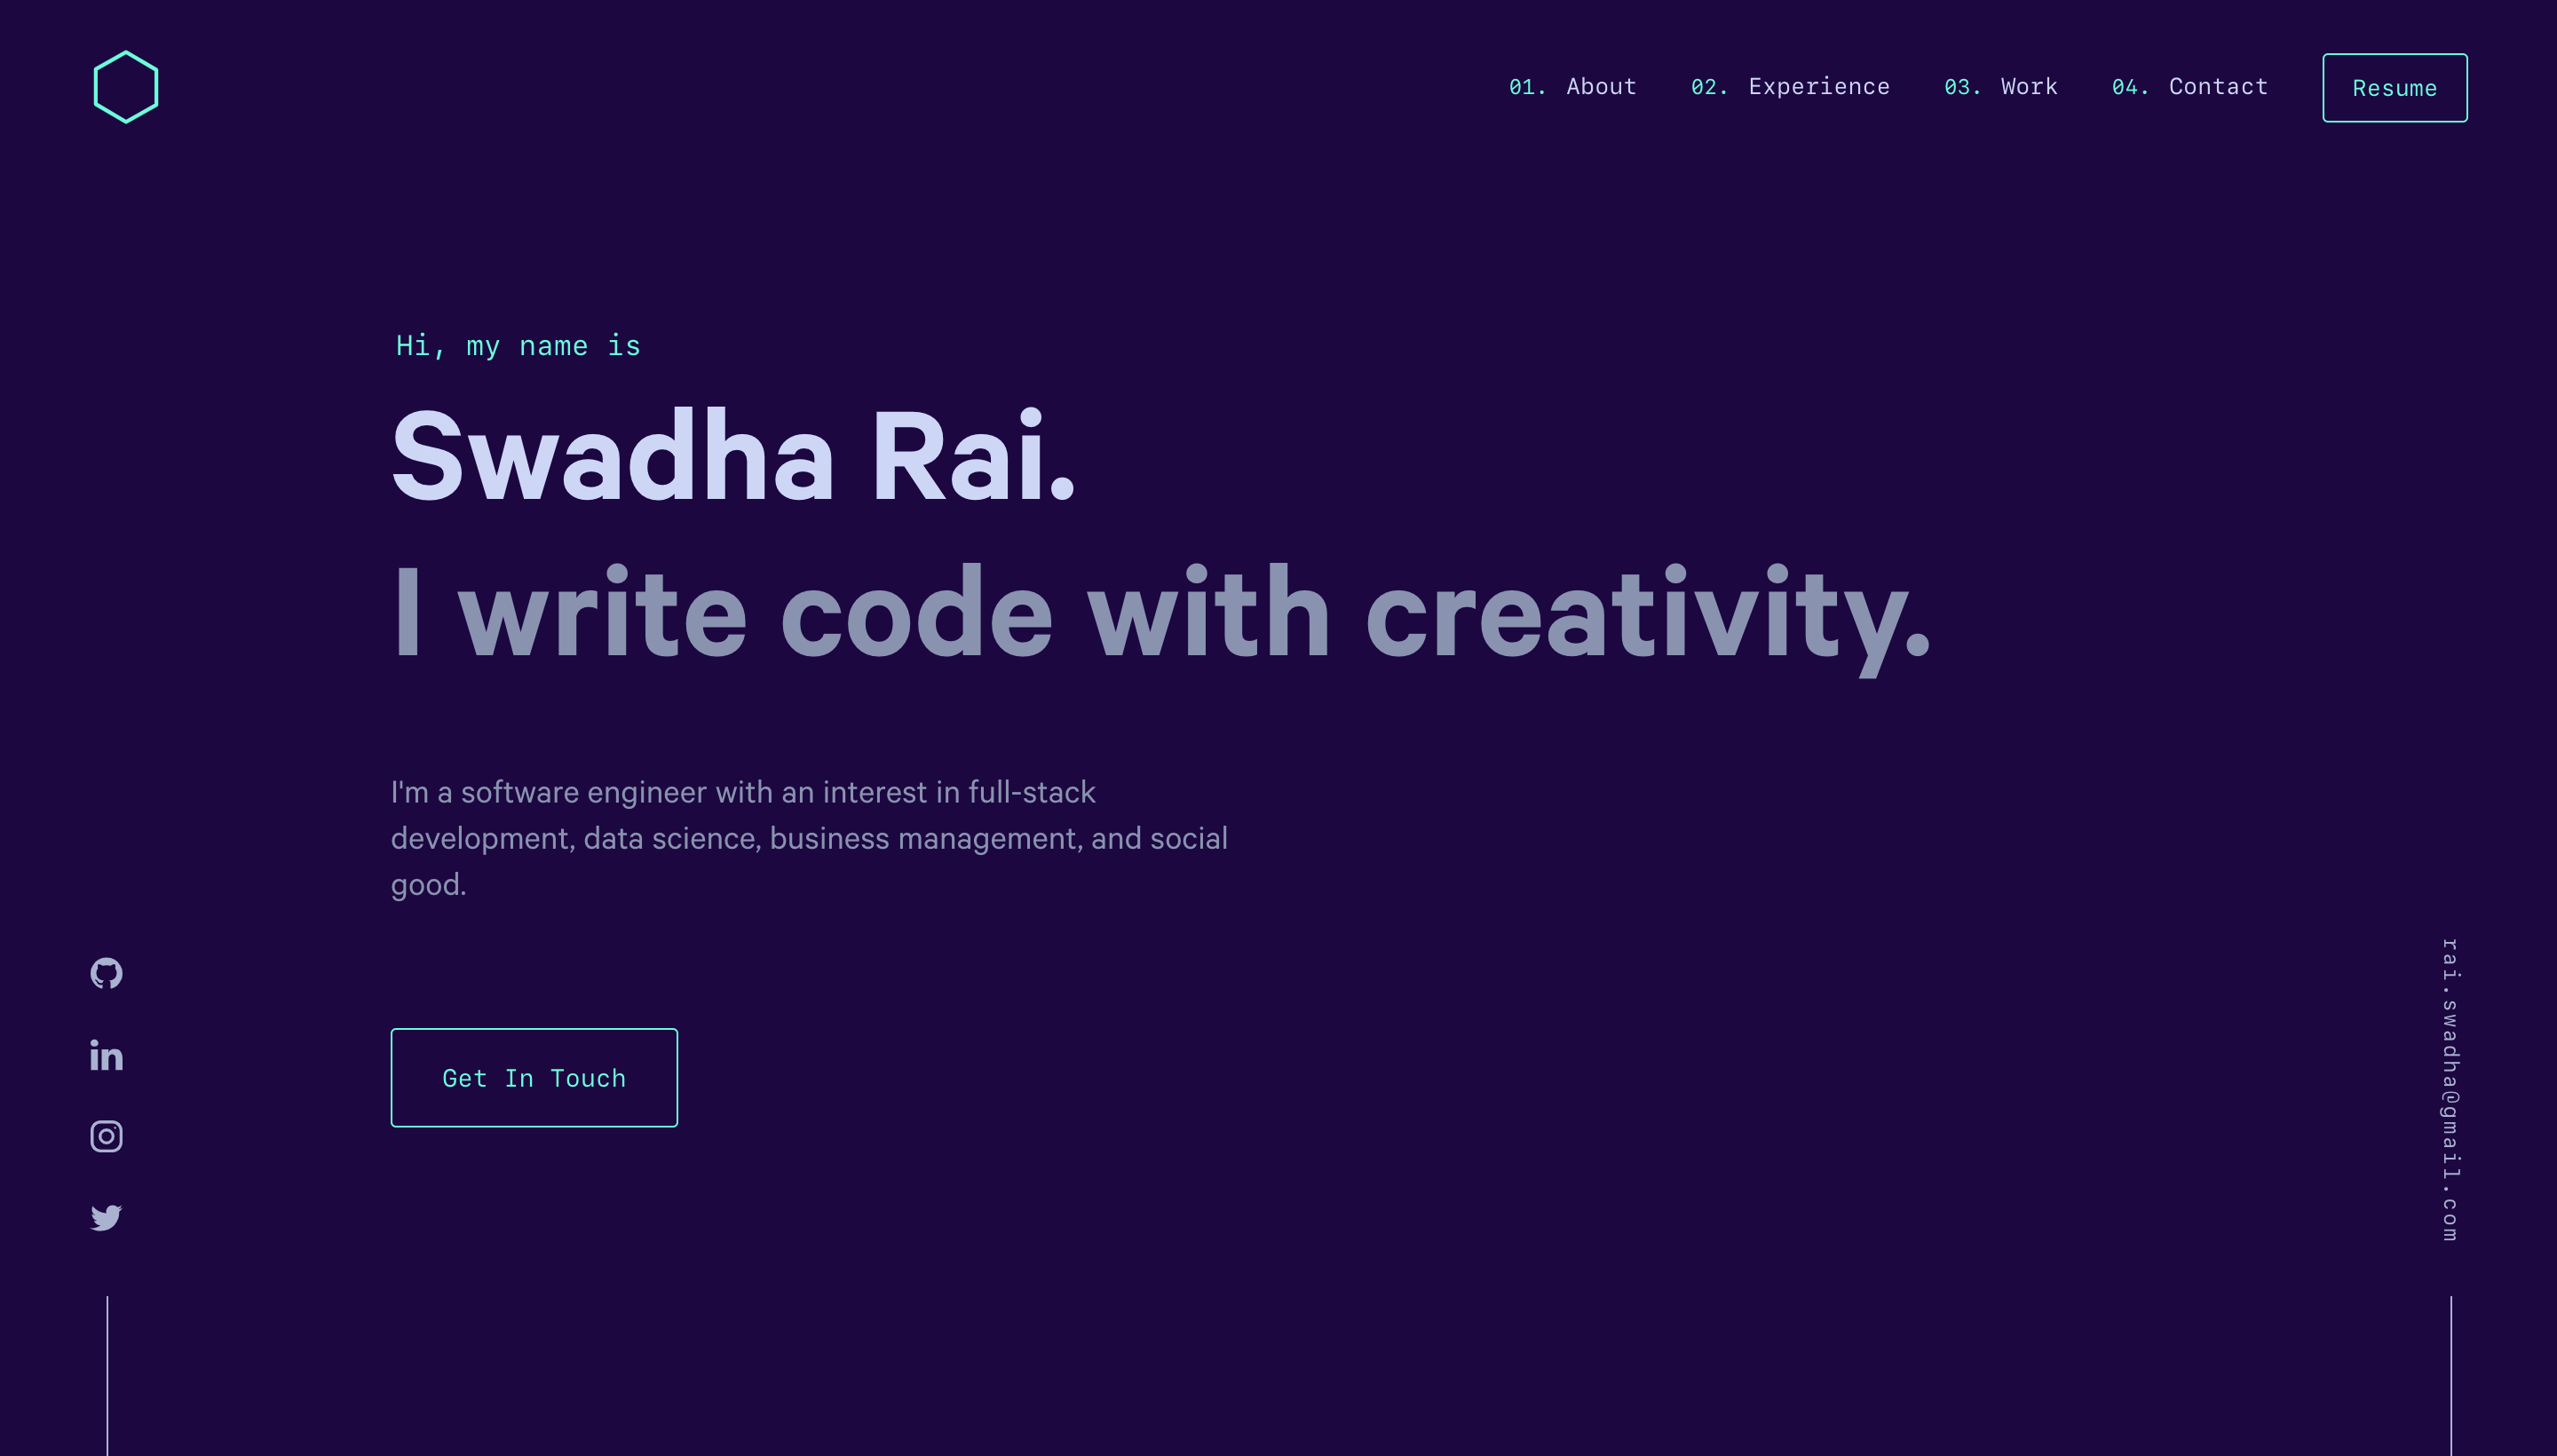 01. About 02. Experience 03. Work 04. Contact Resume
Hi, my name is
Swadha Rai.
I write code with creativity.
I'm a software engineer with an interest in full-stack
development, data science, business management, and social
good.
Get In Touch
rai.swadha@gmail.com